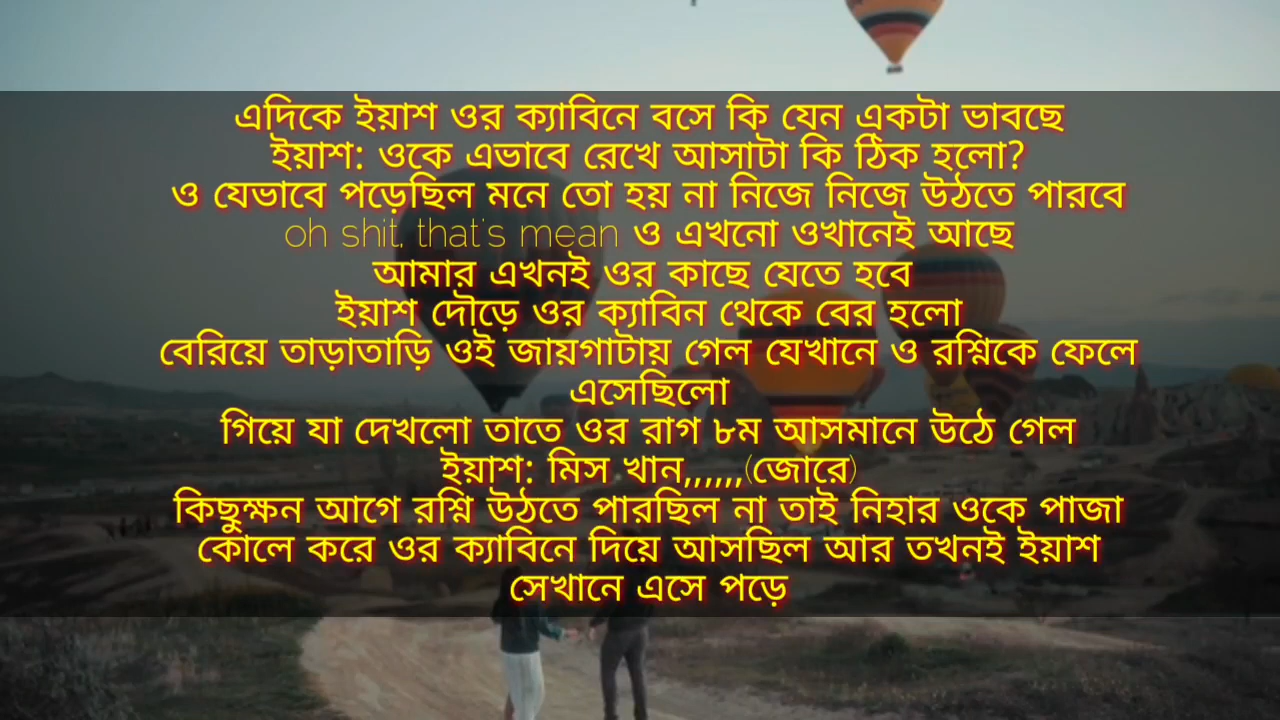 এদিকে ইয়াশ ওর ক্যাবিনে বসে কি যেন একটা ভাবছে
ইয়াশ: ওকে এভাবে রেখে আসাটা কি ঠিক হলো?
ও যেভাবে পড়েছিল মনে তো হয় না নিজে নিজে উঠতে পারবে
oh shit, that's mean ও এখনো ওখানেই আছে
আমার এখনই ওর কাছে যেতে হবে
ইয়াশ দৌড়ে ওর ক্যাবিন থেকে বের হলো
বেরিয়ে তাড়াতাড়ি ওই জায়গাটায় গেল যেখানে ও রশ্নিকে ফেলে
এসেছিলো
গিয়ে যা দেখলো তাতে ওর রাগ ৮ম আসমানে উঠে গেল
ইয়াশ: মিস খান,,,,,,(জোরে)
কিছুক্ষন আগে রশ্নি উঠতে পারছিল না তাই নিহার ওকে পাজা
কোলে করে ওর ক্যাবিনে দিয়ে আসছিল আর তখনই ইয়াশ
সেখানে এসে পড়ে